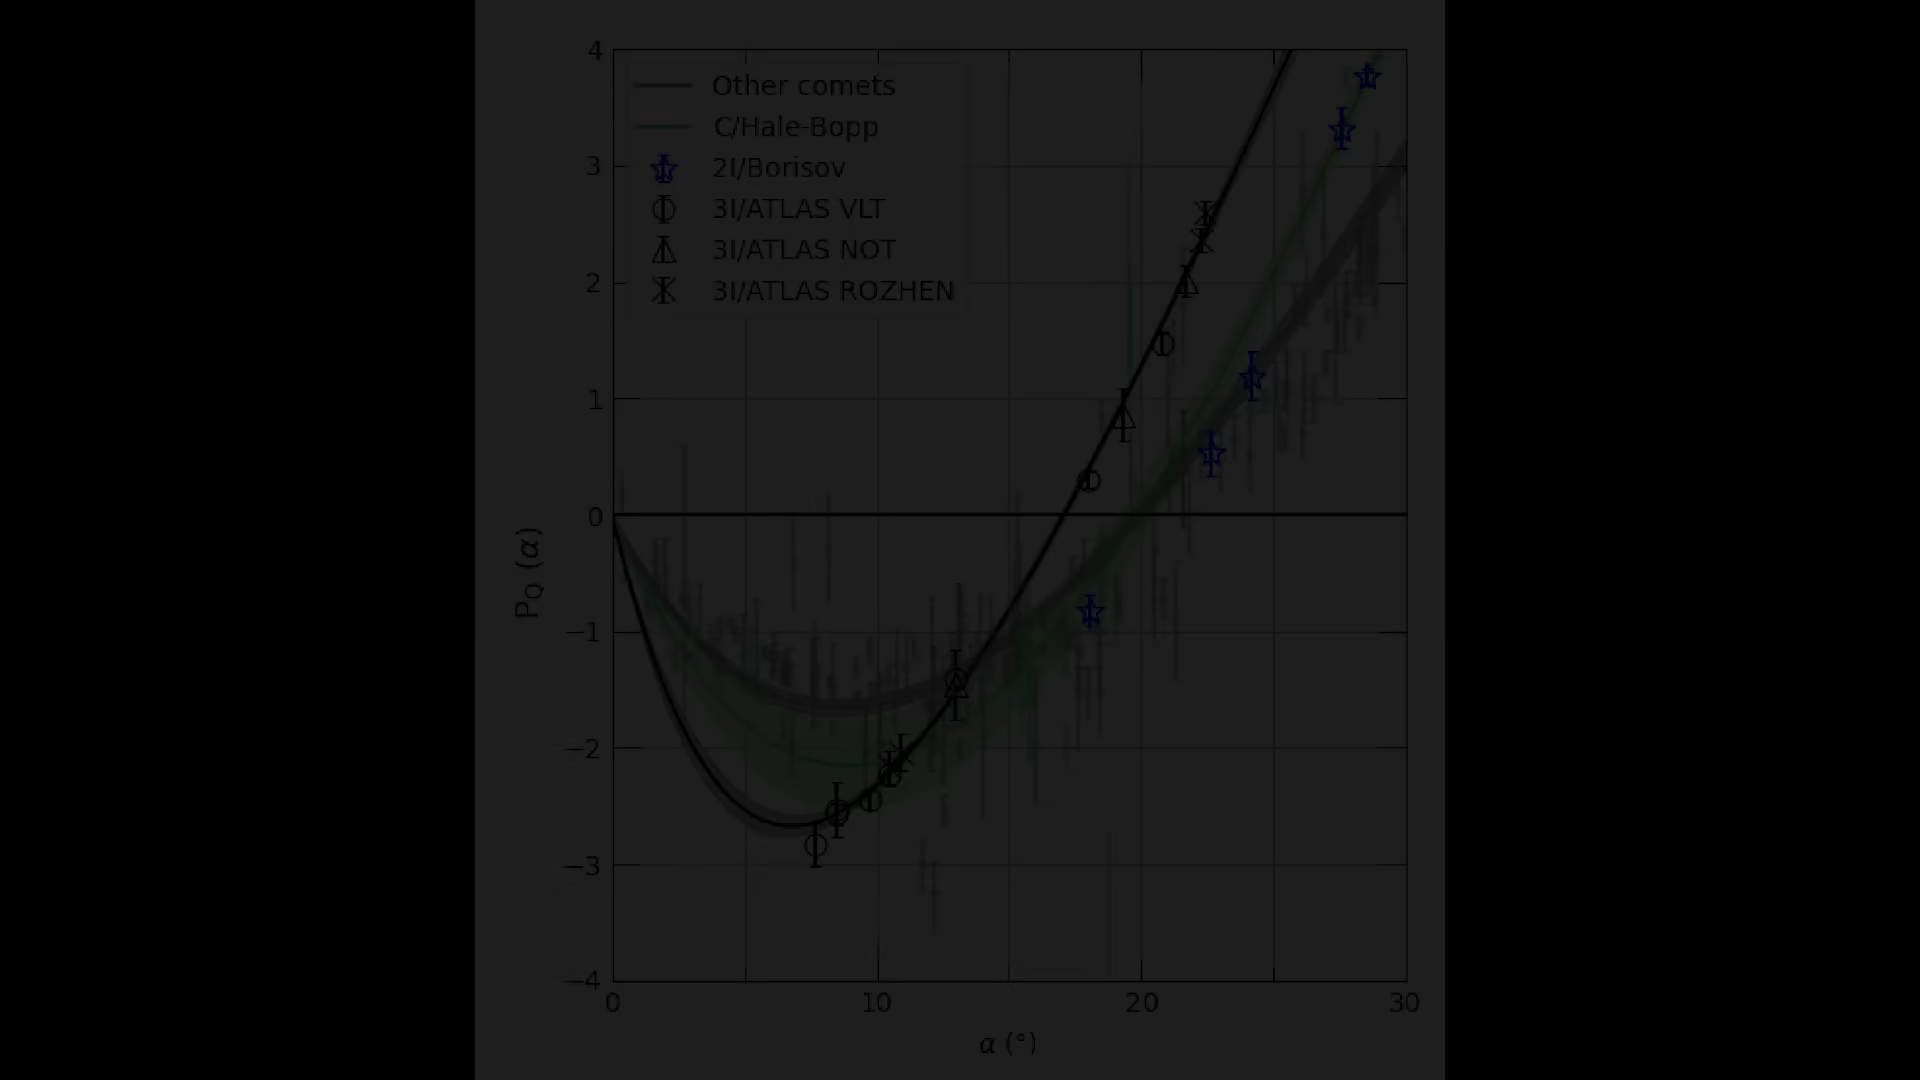 4
Other comets
C/Hale-Bopp
2I/Borisov
3I/ATLAS VLT
3I/ATLAS NOT
3I/ATLAS ROZHEN
3
2
1
0
−1
−2
−3
−4
P_Q (α)
0 10 20 30
α (°)